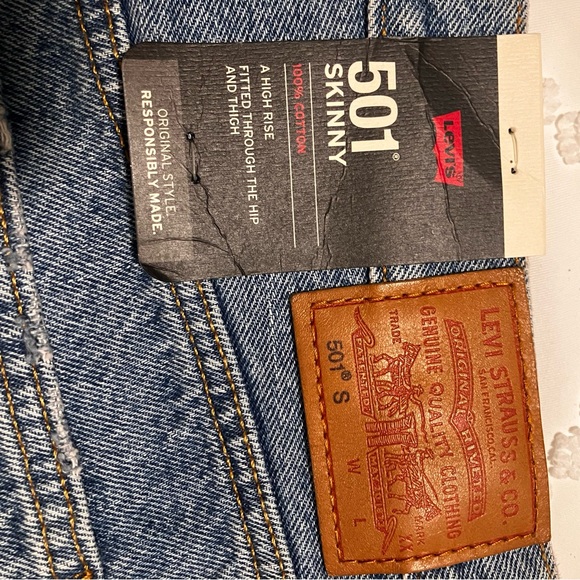 Levi's
501®
SKINNY
100% COTTON
A HIGH RISE
FITTED THROUGH THE HIP
AND THIGH
ORIGINAL STYLE.
RESPONSIBLY MADE.
LEVI STRAUSS & CO.
SAN FRANCISCO, CAL.
ORIGINAL RIVETED
GENUINE QUALITY CLOTHING
TRADE MARK
501® S W L